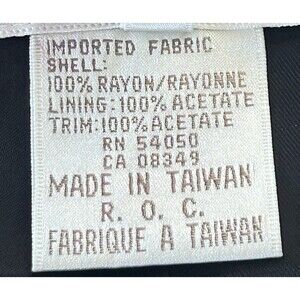 IMPORTED FABRIC
SHELL:
100% RAYON/RAYONNE
LINING:100% ACETATE
TRIM:100% ACETATE
RN 54050
CA 08349
MADE IN TAIWAN
R. O. C.
FABRIQUE A TAIWAN